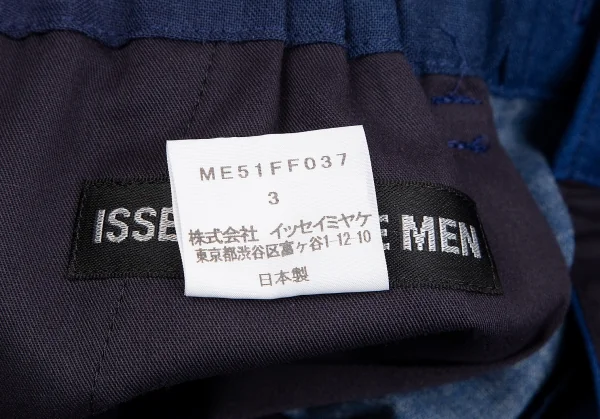 ME51FF037
3
ISSE
E MEN
株式会社 イッセイミヤケ
東京都渋谷区富ヶ谷1-12-10
日本製